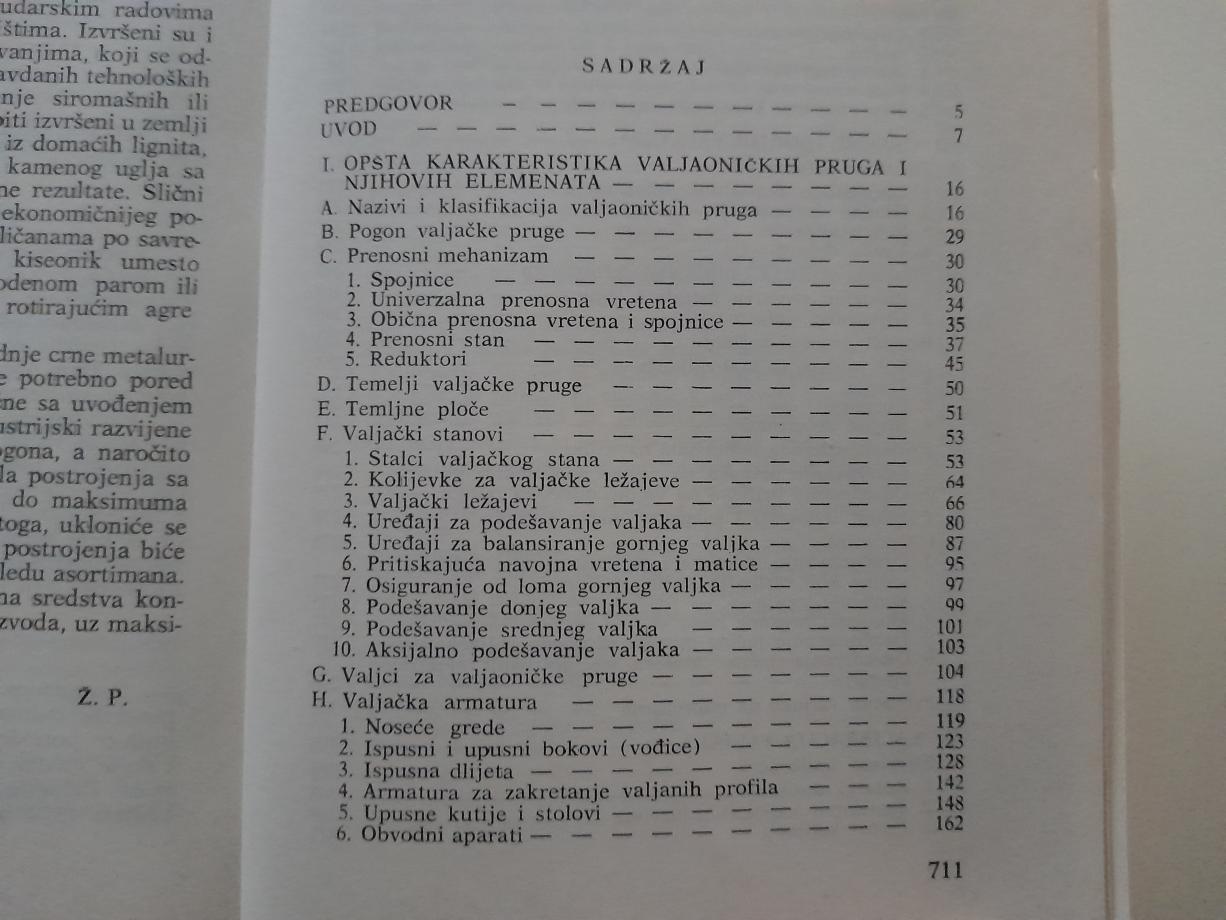 udarskim radovima
štima. Izvršeni su i
vanjima, koji se od-
avdanih tehnoloških
nje siromašnih ili
biti izvršeni u zemlji
iz domaćih lignita,
kamenog uglja sa
ne rezultate. Slični
ekonomičnijeg po-
ličanama po savre-
kiseonik umesto
odenom parom ili
rotirajućim agre
dnje crne metalur-
e potrebno pored
ne sa uvođenjem
ustrijski razvijene
ogona, a naročito
la postrojenja sa
do maksimuma
toga, ukloniće se
postrojenja biće
ledu asortimana.
na sredstva kon-
zvoda, uz maksi-
Ž. P.
SADRŽAJ
PREDGOVOR — — — — — — — — — — — 5
UVOD — — — — — — — — — — — — — 7
I. OPŠTA KARAKTERISTIKA VALJAONIČKIH PRUGA I
NJIHOVIH ELEMENATA — — — — — — — — 16
A. Nazivi i klasifikacija valjaoničkih pruga — — — — 16
B. Pogon valjačke pruge — — — — — — — — — 29
C. Prenosni mehanizam — — — — — — — — — 30
1. Spojnice — — — — — — — — — — — 30
2. Univerzalna prenosna vretena — — — — — — 34
3. Obična prenosna vretena i spojnice — — — — — 35
4. Prenosni stan — — — — — — — — — — 37
5. Reduktori — — — — — — — — — — 45
D. Temelji valjačke pruge — — — — — — — — 50
E. Temljne ploče — — — — — — — — — — 51
F. Valjački stanovi — — — — — — — — — — 53
1. Stalci valjačkog stana — — — — — — — — 53
2. Kolijevke za valjačke ležajeve — — — — — — 64
3. Valjački ležajevi — — — — — — — — — 66
4. Uređaji za podešavanje valjaka — — — — — — 80
5. Uređaji za balansiranje gornjeg valjka — — — — 87
6. Pritiskajuća navojna vretena i matice — — — — 95
7. Osiguranje od loma gornjeg valjka — — — — — 97
8. Podešavanje donjeg valjka — — — — — — — 99
9. Podešavanje srednjeg valjka — — — — — — 101
10. Aksijalno podešavanje valjaka — — — — — — 103
G. Valjci za valjaoničke pruge — — — — — — — 104
H. Valjačka armatura — — — — — — — — — 118
1. Noseće grede — — — — — — — — — — 119
2. Ispusni i upusni bokovi (vođice) — — — — — 123
3. Ispusna dlijeta — — — — — — — — — — 128
4. Armatura za zakretanje valjanih profila — — — 142
5. Upusne kutije i stolovi — — — — — — — — 148
6. Obvodni aparati — — — — — — — — — — 162
711